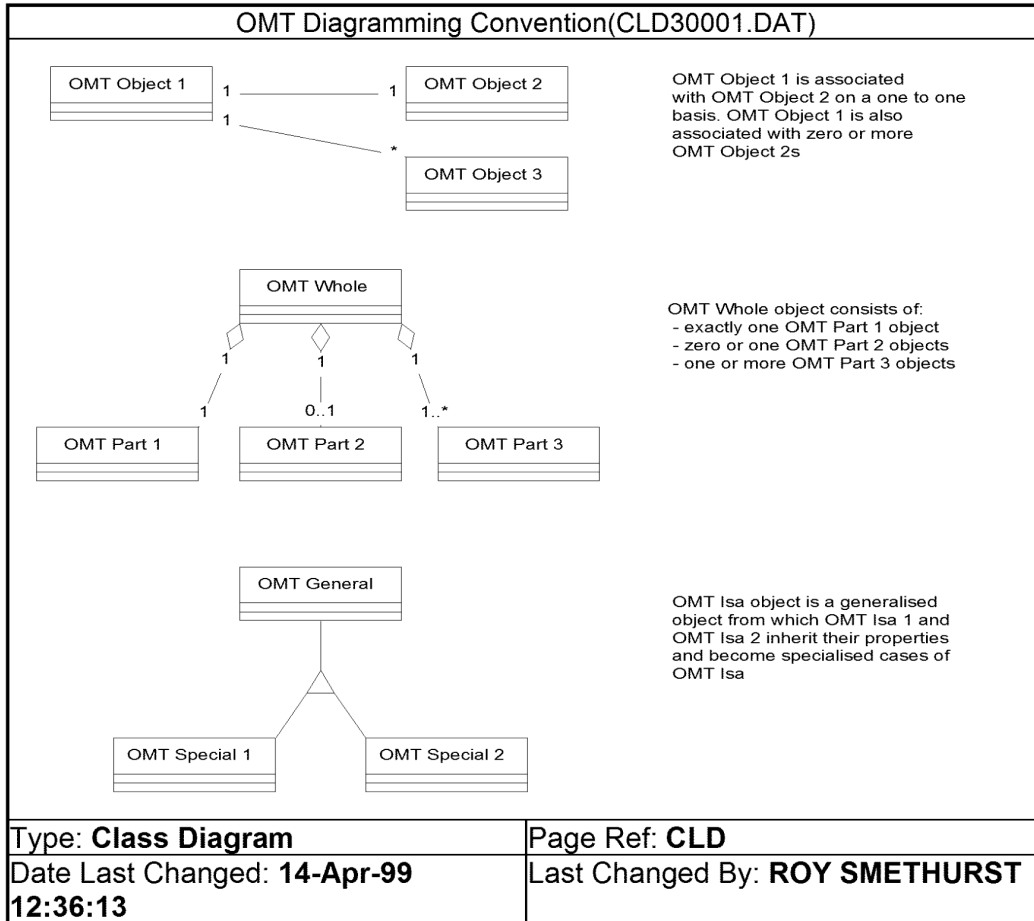 OMT Diagramming Convention(CLD30001.DAT)
OMT Object 1
1
1
OMT Object 2
1
*
OMT Object 3
OMT Object 1 is associated
with OMT Object 2 on a one to one
basis. OMT Object 1 is also
associated with zero or more
OMT Object 2s
OMT Whole
1
1
1
1
0..1
1..*
OMT Part 1
OMT Part 2
OMT Part 3
OMT Whole object consists of:
- exactly one OMT Part 1 object
- zero or one OMT Part 2 objects
- one or more OMT Part 3 objects
OMT General
OMT Special 1
OMT Special 2
OMT Isa object is a generalised
object from which OMT Isa 1 and
OMT Isa 2 inherit their properties
and become specialised cases of
OMT Isa
Type: Class Diagram
Page Ref: CLD
Date Last Changed: 14-Apr-99
12:36:13
Last Changed By: ROY SMETHURST